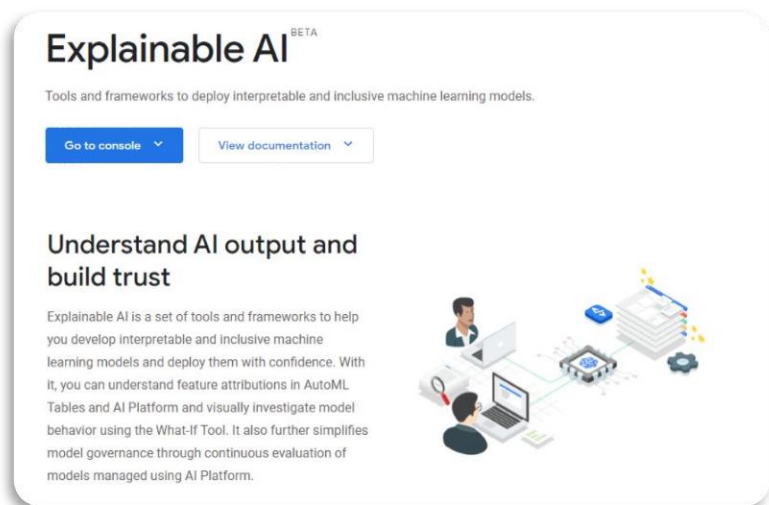 Explainable AI BETA
Tools and frameworks to deploy interpretable and inclusive machine learning models.
Go to console
View documentation
Understand AI output and
build trust
Explainable AI is a set of tools and frameworks to help
you develop interpretable and inclusive machine
learning models and deploy them with confidence. With
it, you can understand feature attributions in AutoML
Tables and AI Platform and visually investigate model
behavior using the What-If Tool. It also further simplifies
model governance through continuous evaluation of
models managed using AI Platform.